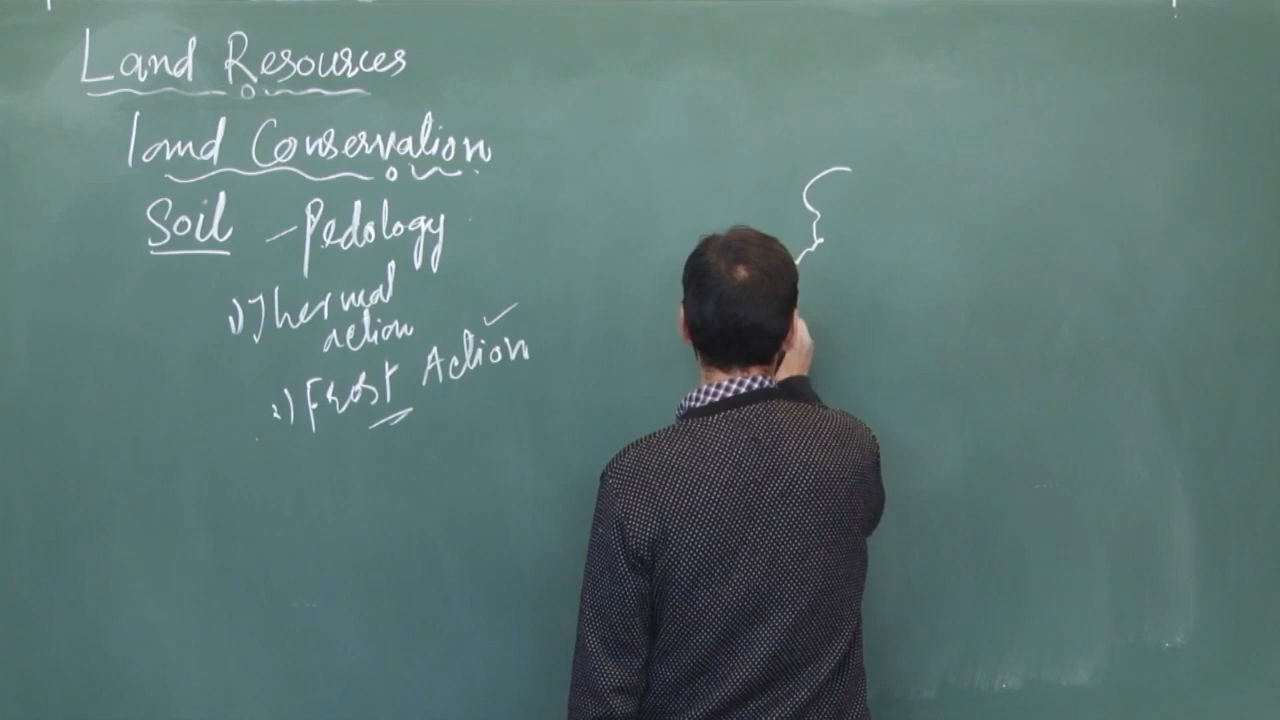 Land Resources
land Conservation
Soil - Pedology
1) Thermal
action
2) Frost Action